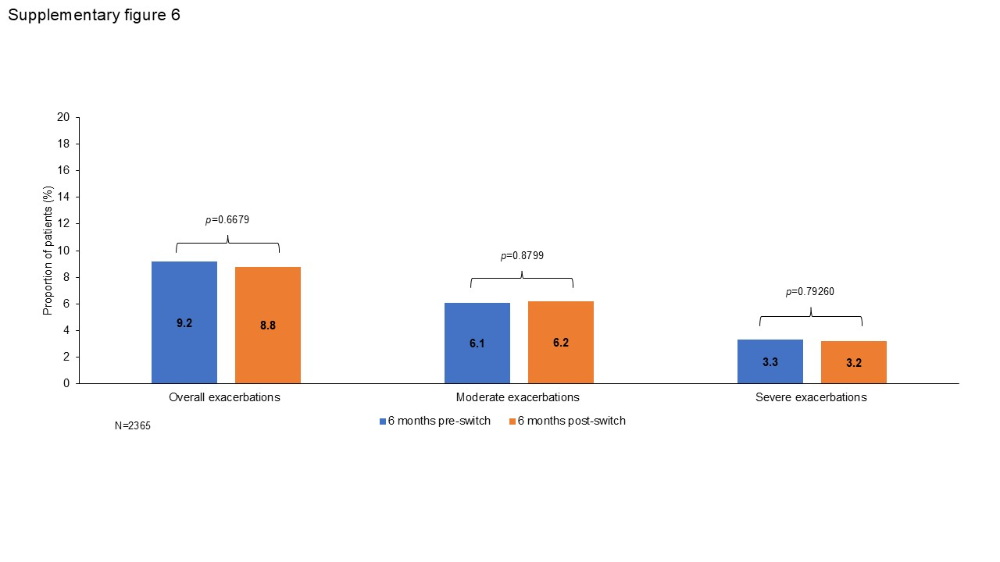 Supplementary figure 6
Proportion of patients (%)
20
18
16
14
12
10
8
6
4
2
0
p=0.6679
p=0.8799
p=0.79260
9.2
8.8
6.1
6.2
3.3
3.2
Overall exacerbations
Moderate exacerbations
Severe exacerbations
6 months pre-switch
6 months post-switch
N=2365